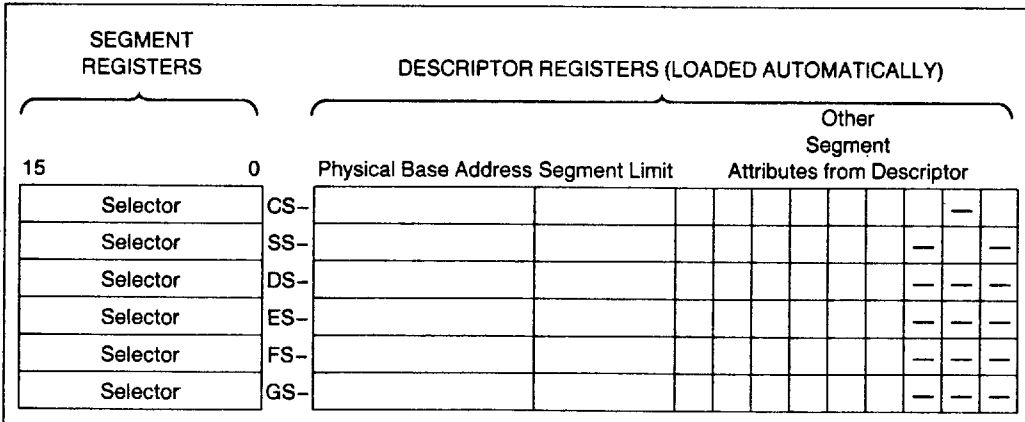 SEGMENT
REGISTERS
DESCRIPTOR REGISTERS (LOADED AUTOMATICALLY)
Other
Segment
15 0 Physical Base Address Segment Limit Attributes from Descriptor
Selector CS– —
Selector SS– — —
Selector DS– — — —
Selector ES– — — —
Selector FS– — — —
Selector GS– — — —